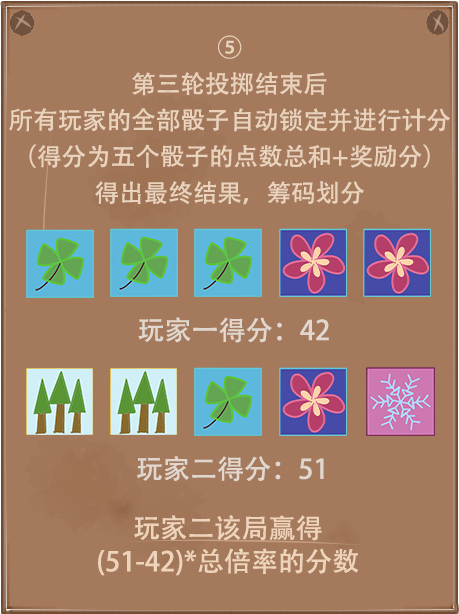 ⑤
第三轮投掷结束后
所有玩家的全部骰子自动锁定并进行计分
（得分为五个骰子的点数总和+奖励分）
得出最终结果，筹码划分
玩家一得分：42
玩家二得分：51
玩家二该局赢得
(51-42)*总倍率的分数